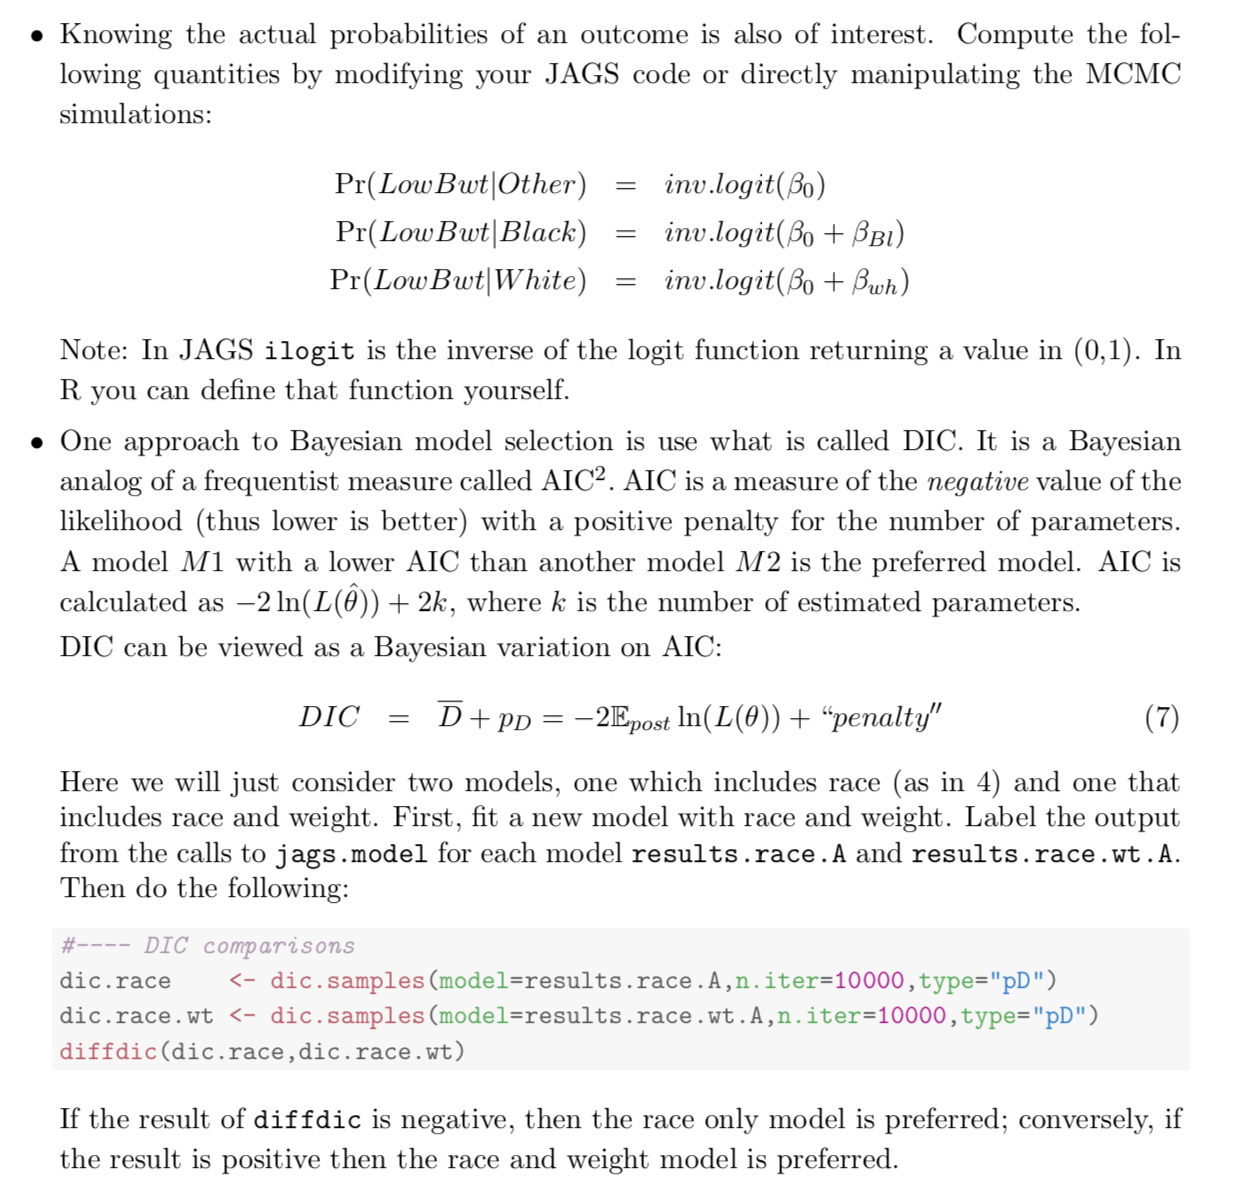 • Knowing the actual probabilities of an outcome is also of interest. Compute the fol-
lowing quantities by modifying your JAGS code or directly manipulating the MCMC
simulations:
Pr(LowBwt|Other) = inv.logit(β₀)
Pr(LowBwt|Black) = inv.logit(β₀ + β_Bl)
Pr(LowBwt|White) = inv.logit(β₀ + β_wh)
Note: In JAGS ilogit is the inverse of the logit function returning a value in (0,1). In
R you can define that function yourself.
• One approach to Bayesian model selection is use what is called DIC. It is a Bayesian
analog of a frequentist measure called AIC². AIC is a measure of the negative value of the
likelihood (thus lower is better) with a positive penalty for the number of parameters.
A model M1 with a lower AIC than another model M2 is the preferred model. AIC is
calculated as −2 ln(L(θ̂)) + 2k, where k is the number of estimated parameters.
DIC can be viewed as a Bayesian variation on AIC:
DIC = D̅ + p_D = −2𝔼_post ln(L(θ)) + “penalty″ (7)
Here we will just consider two models, one which includes race (as in 4) and one that
includes race and weight. First, fit a new model with race and weight. Label the output
from the calls to jags.model for each model results.race.A and results.race.wt.A.
Then do the following:
#---- DIC comparisons
dic.race <- dic.samples(model=results.race.A,n.iter=10000,type="pD")
dic.race.wt <- dic.samples(model=results.race.wt.A,n.iter=10000,type="pD")
diffdic(dic.race,dic.race.wt)
If the result of diffdic is negative, then the race only model is preferred; conversely, if
the result is positive then the race and weight model is preferred.